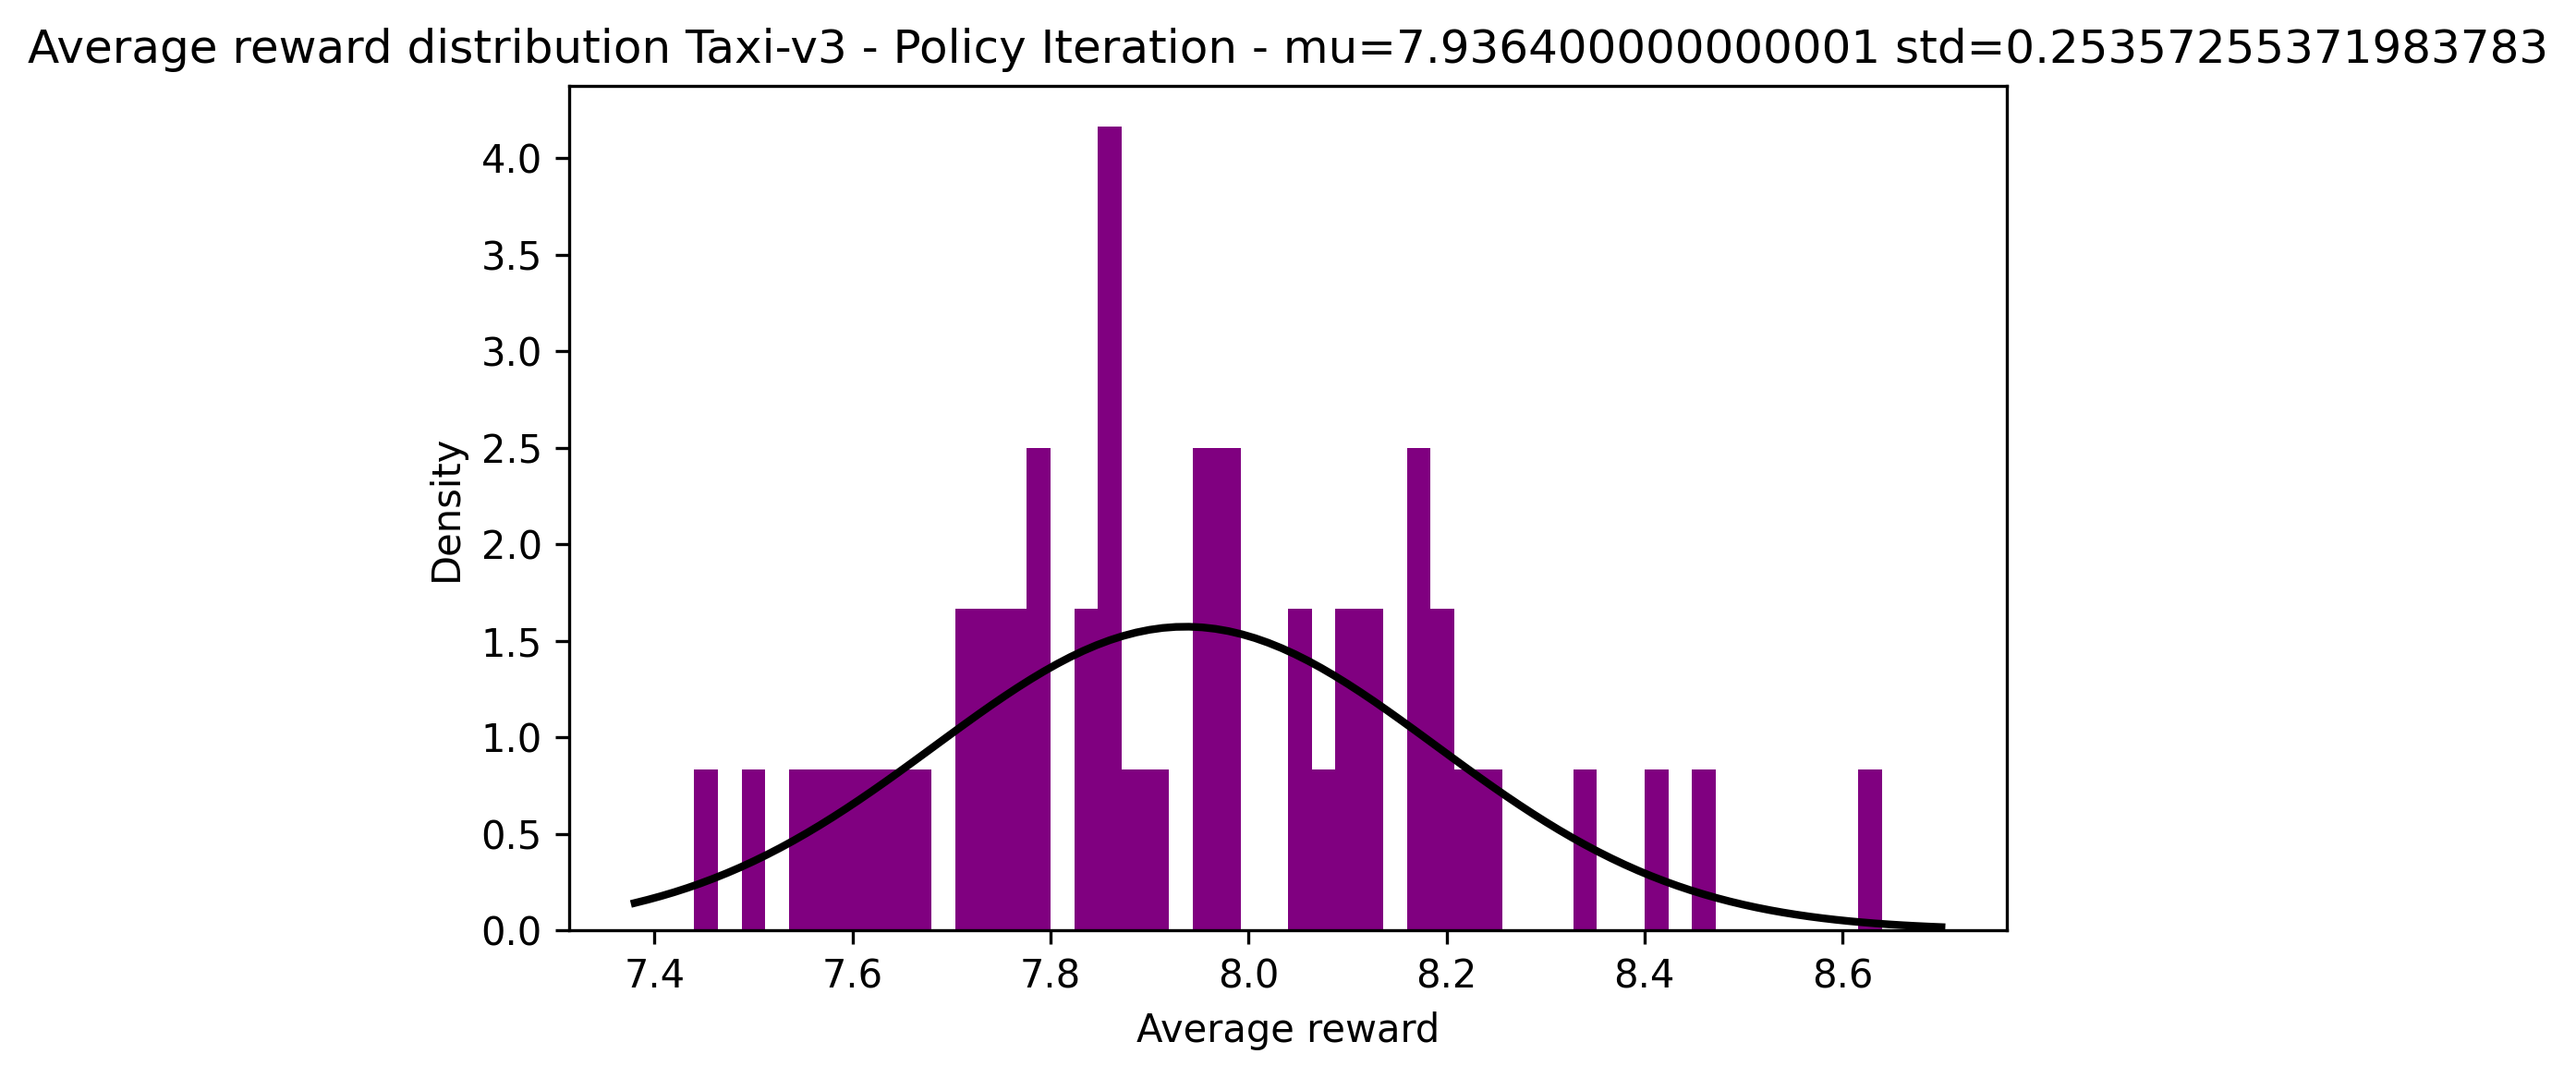 Average reward distribution Taxi-v3 - Policy Iteration - mu=7.936400000000001 std=0.25357255371983783
4.0
3.5
3.0
2.5
2.0
1.5
1.0
0.5
0.0
Density
7.4 7.6 7.8 8.0 8.2 8.4 8.6
Average reward